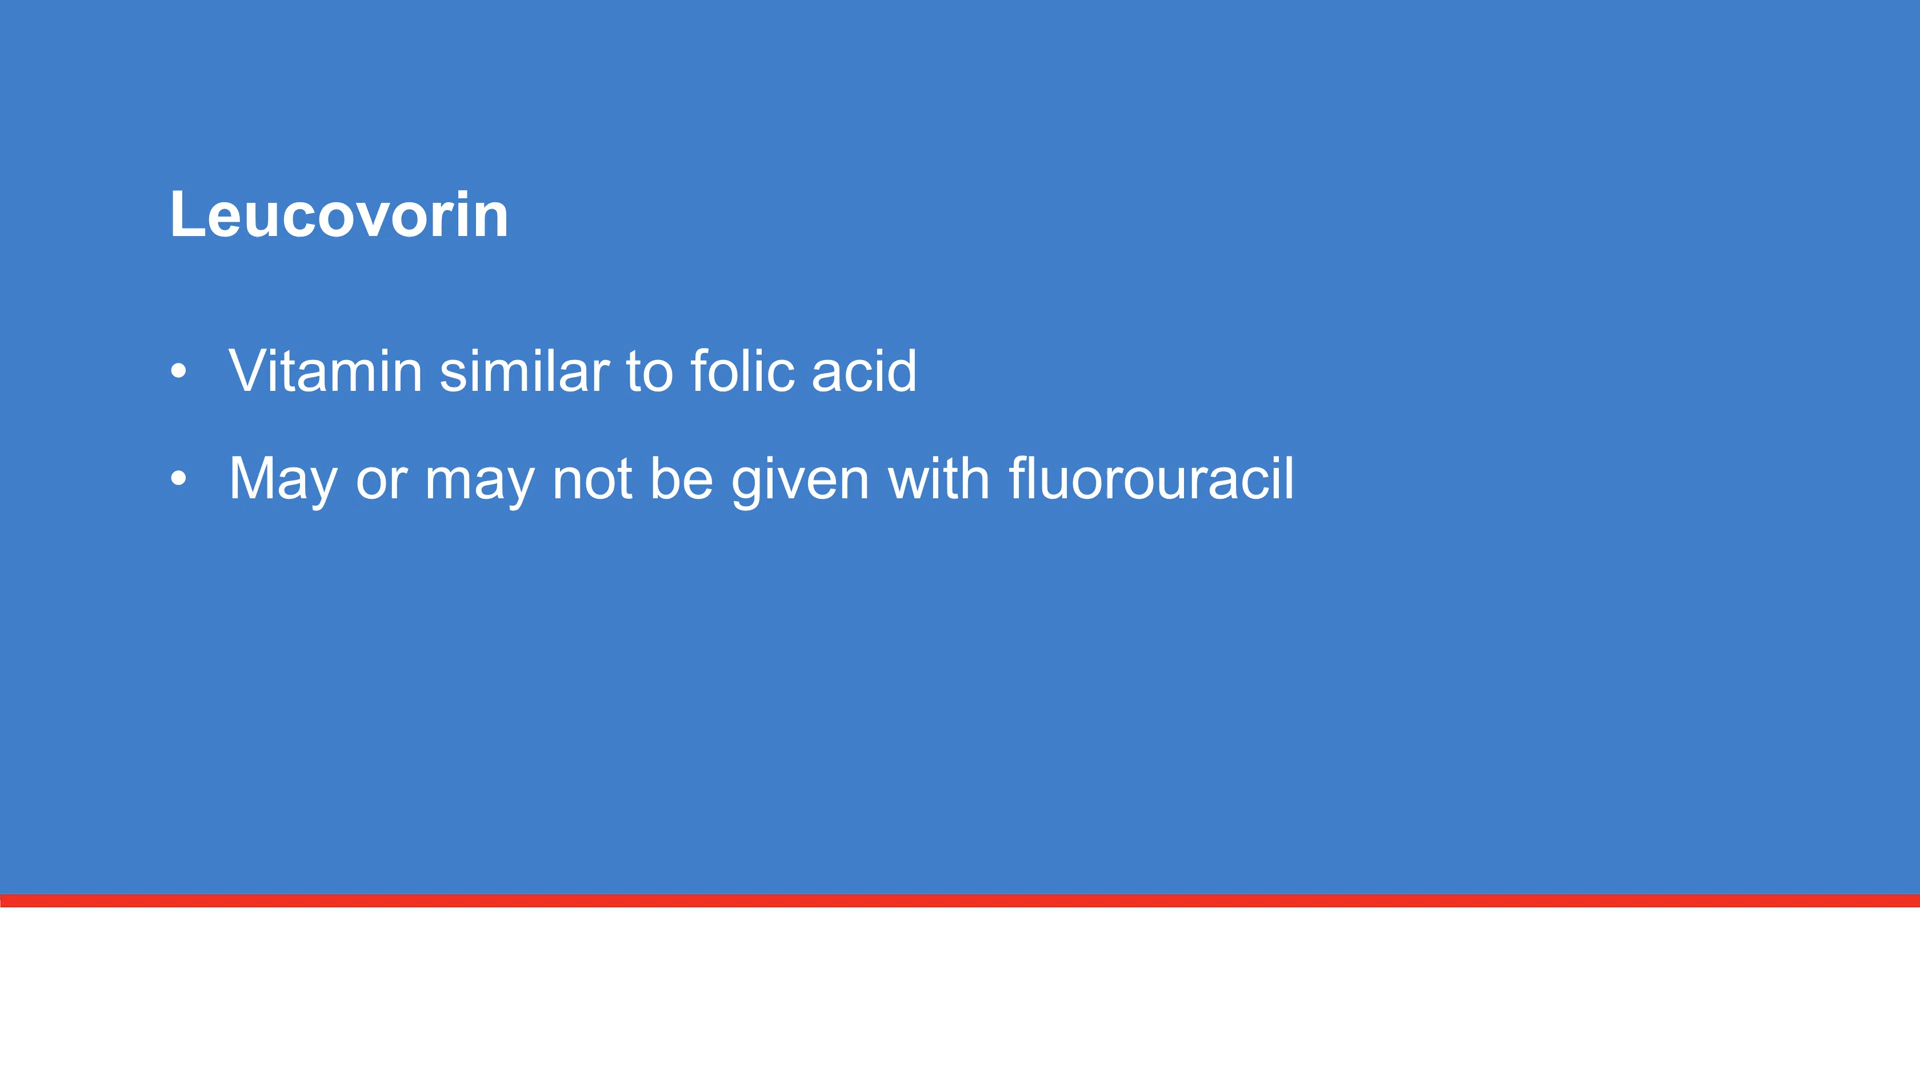 Leucovorin
• Vitamin similar to folic acid
• May or may not be given with fluorouracil